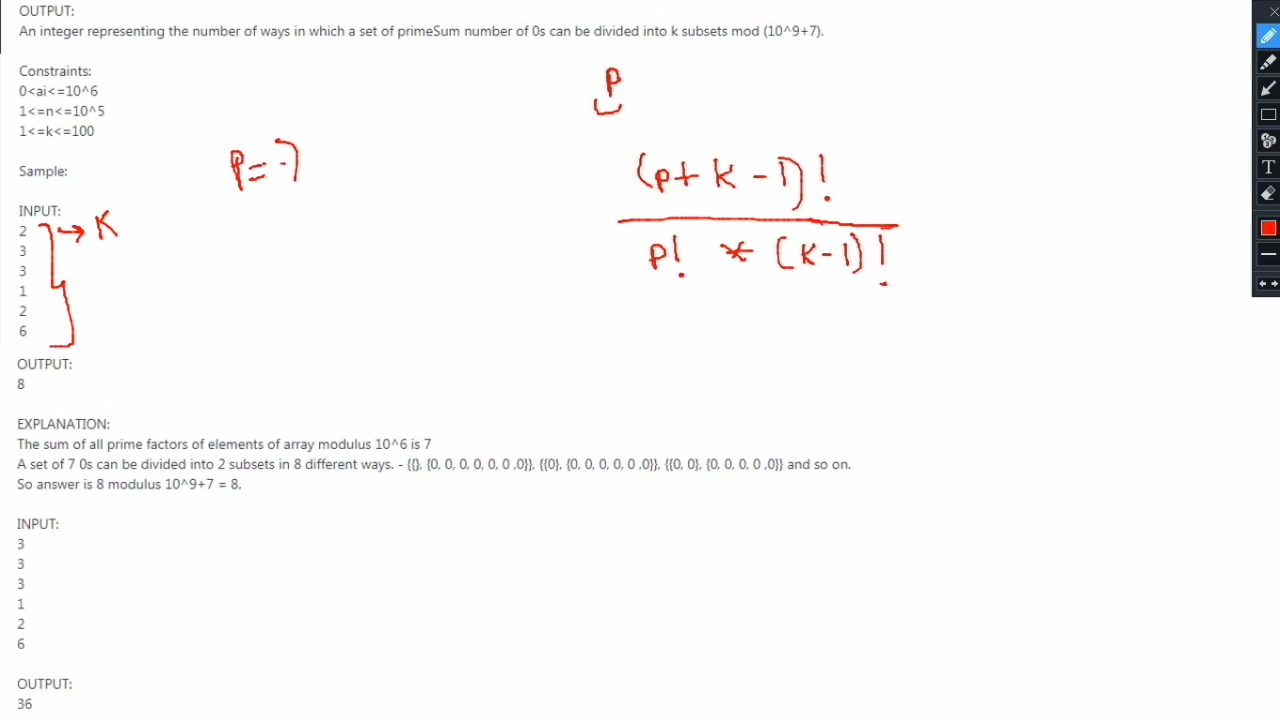 OUTPUT:
An integer representing the number of ways in which a set of primeSum number of 0s can be divided into k subsets mod (10^9+7).
Constraints:
0<ai<=10^6
1<=n<=10^5
1<=k<=100
Sample:
INPUT:
2
3
3
1
2
6
OUTPUT:
8
EXPLANATION:
The sum of all prime factors of elements of array modulus 10^6 is 7
A set of 7 0s can be divided into 2 subsets in 8 different ways. - {{}, {0, 0, 0, 0, 0, 0 ,0}}, {{0}, {0, 0, 0, 0, 0 ,0}}, {{0, 0}, {0, 0, 0, 0 ,0}} and so on.
So answer is 8 modulus 10^9+7 = 8.
INPUT:
3
3
3
1
2
6
OUTPUT:
36
K
P = 7
P
(p + K - 1)!
p! * (K-1)!
T